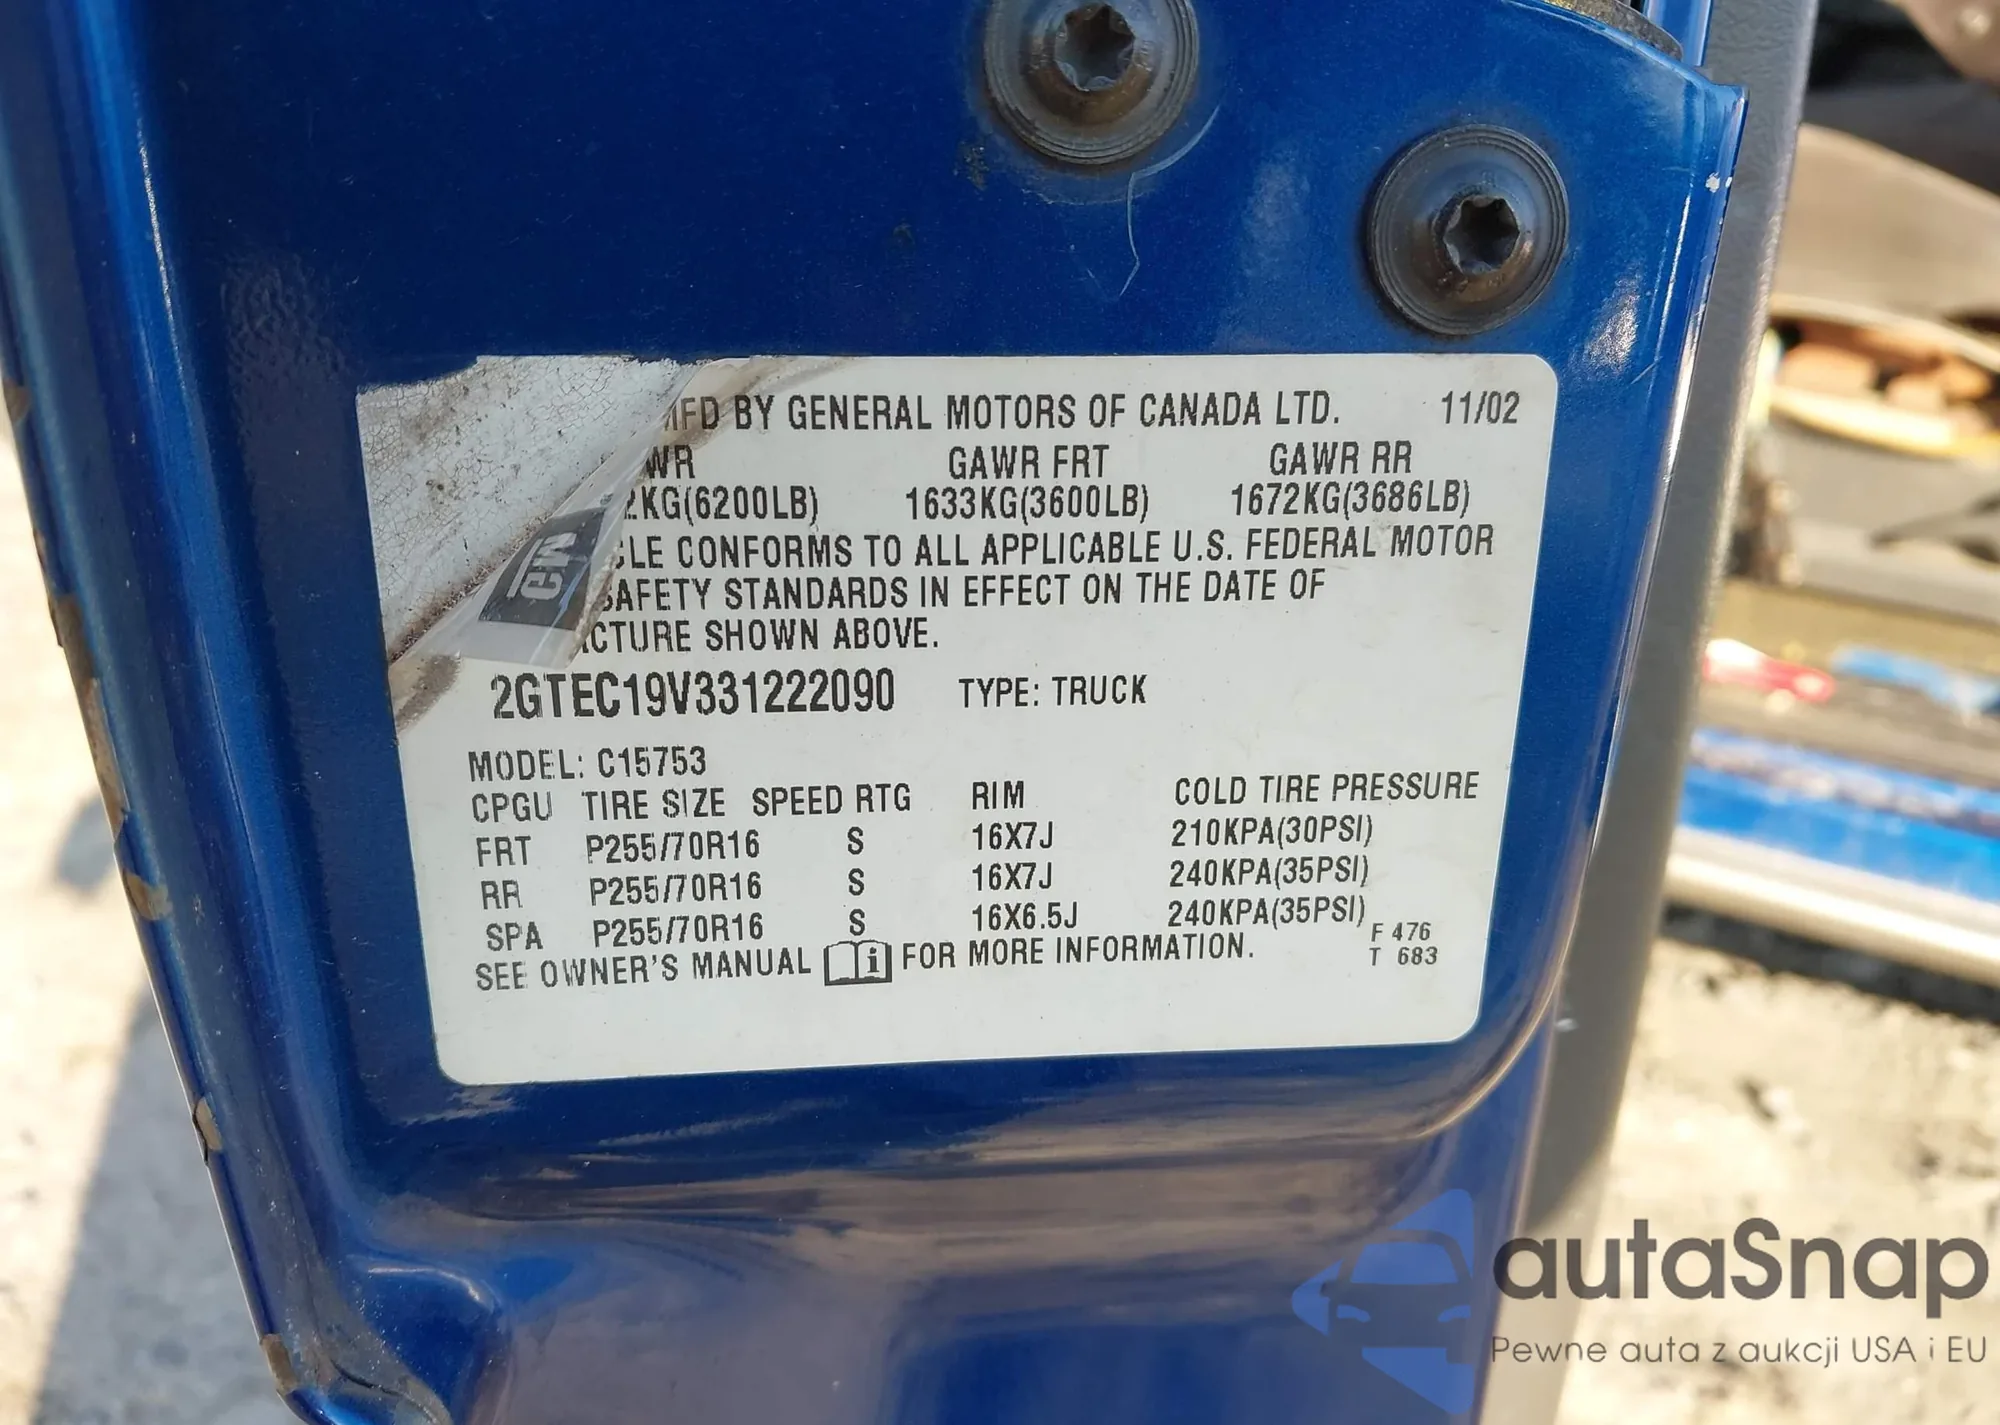 MFD BY GENERAL MOTORS OF CANADA LTD. 11/02
WR GAWR FRT GAWR RR
2KG(6200LB) 1633KG(3600LB) 1672KG(3686LB)
CLE CONFORMS TO ALL APPLICABLE U.S. FEDERAL MOTOR
SAFETY STANDARDS IN EFFECT ON THE DATE OF
CTURE SHOWN ABOVE.
GM
2GTEC19V331222090 TYPE: TRUCK
MODEL: C15753
CPGU TIRE SIZE SPEED RTG RIM COLD TIRE PRESSURE
FRT P255/70R16 S 16X7J 210KPA(30PSI)
RR P255/70R16 S 16X7J 240KPA(35PSI)
SPA P255/70R16 S 16X6.5J 240KPA(35PSI)
SEE OWNER'S MANUAL i FOR MORE INFORMATION.
F 476
T 683
autaSnap
Pewne auta z aukcji USA i EU